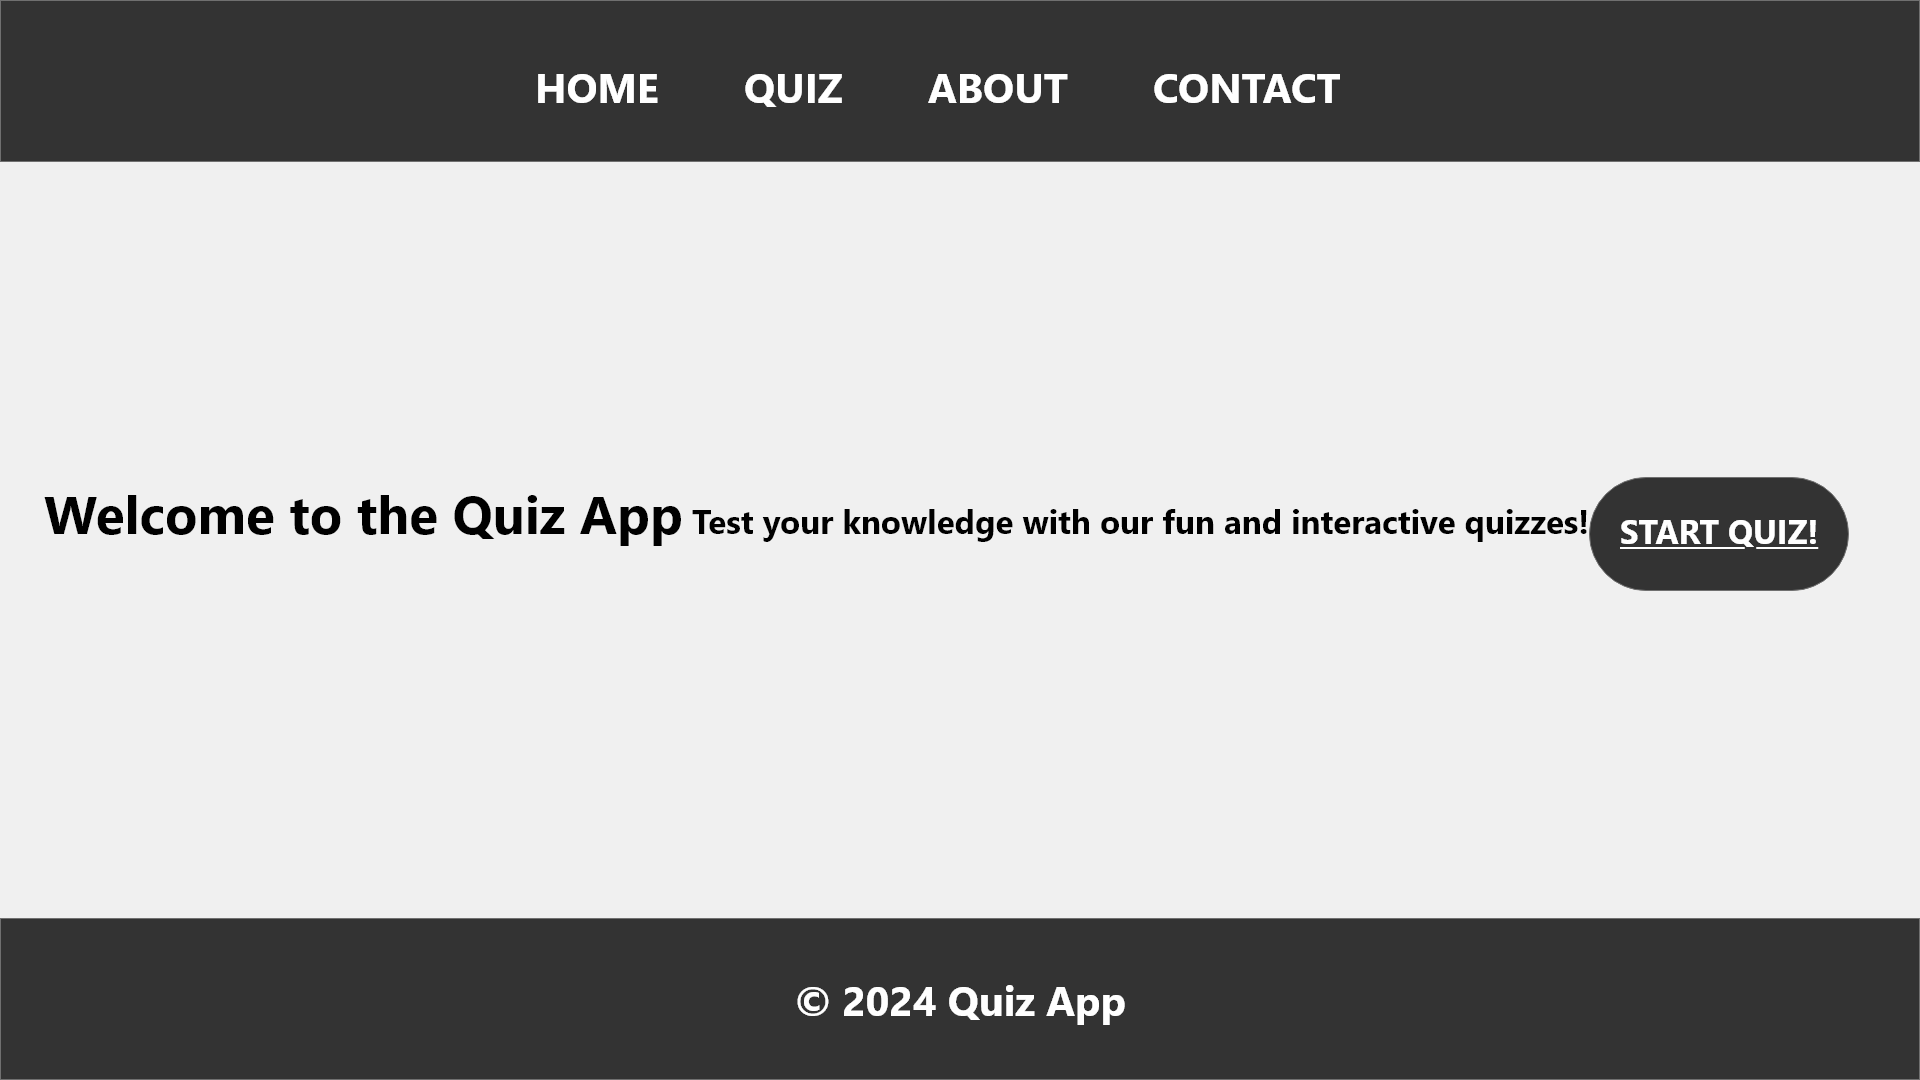 HOME QUIZ ABOUT CONTACT
Welcome to the Quiz App Test your knowledge with our fun and interactive quizzes! START QUIZ!
© 2024 Quiz App